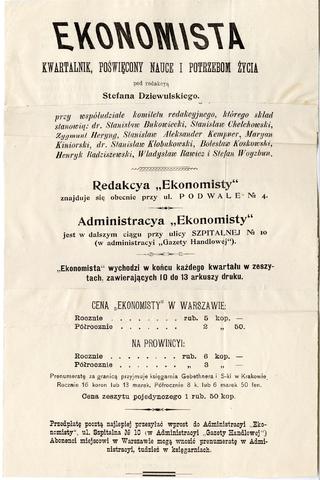 EKONOMISTA
KWARTALNIK, POŚWIĘCONY NAUCE I POTRZEBOM ŻYCIA
pod redakcyą
Stefana Dziewulskiego.
przy współudziale komitetu redakcyjnego, którego skład
stanowią: dr. Stanisław Bukowiecki, Stanisław Chełchowski,
Zygmunt Heryng, Stanisław Aleksander Kempner, Maryan
Kiniorski, dr. Stanisław Kłobukowski, Bolesław Koskowski,
Henryk Radziszewski, Władysław Ilawicz i Stefan Woyzbun.
Redakcya „Ekonomisty"
znajduje się obecnie przy ul. PODWALE № 4.
Administracya „Ekonomisty"
jest w dalszym ciągu przy ulicy SZPITALNEJ № 10
(w administracyi „Gazety Handlowej").
„Ekonomista" wychodzi w końcu każdego kwartału w zeszy-
tach, zawierających 10 do 13 arkuszy druku.
CENA „EKONOMISTY" W WARSZAWIE:
Rocznie . . . . . . . . rub. 5 kop. —
Półrocznie . . . . . . . „ 2 „ 50.
NA PROWINCYI:
Rocznie . . . . . . . . rub. 6 kop. —
Półrocznie . . . . . . . „ 3 „ —
Prenumeratę za granicą przyjmuje księgarnia Gebethnera i S-ki w Krakowie.
Rocznie 16 koron lub 13 marek, Półrocznie 8 k. lub 6 marek 50 fen.
Cena zeszytu pojedynozego 1 rub. 50 kop.
Przedpłatę pocztą najlepiej przesyłać wprost do Administracyi „Eko-
nomisty", ul. Szpitalna № 10 (w Administracyi „Gazety Handlowej")
Abonenci miejscowi w Warszawie mogą wnosić prenumeratę w Admi-
nistracyi, tudzież w księgarniach.